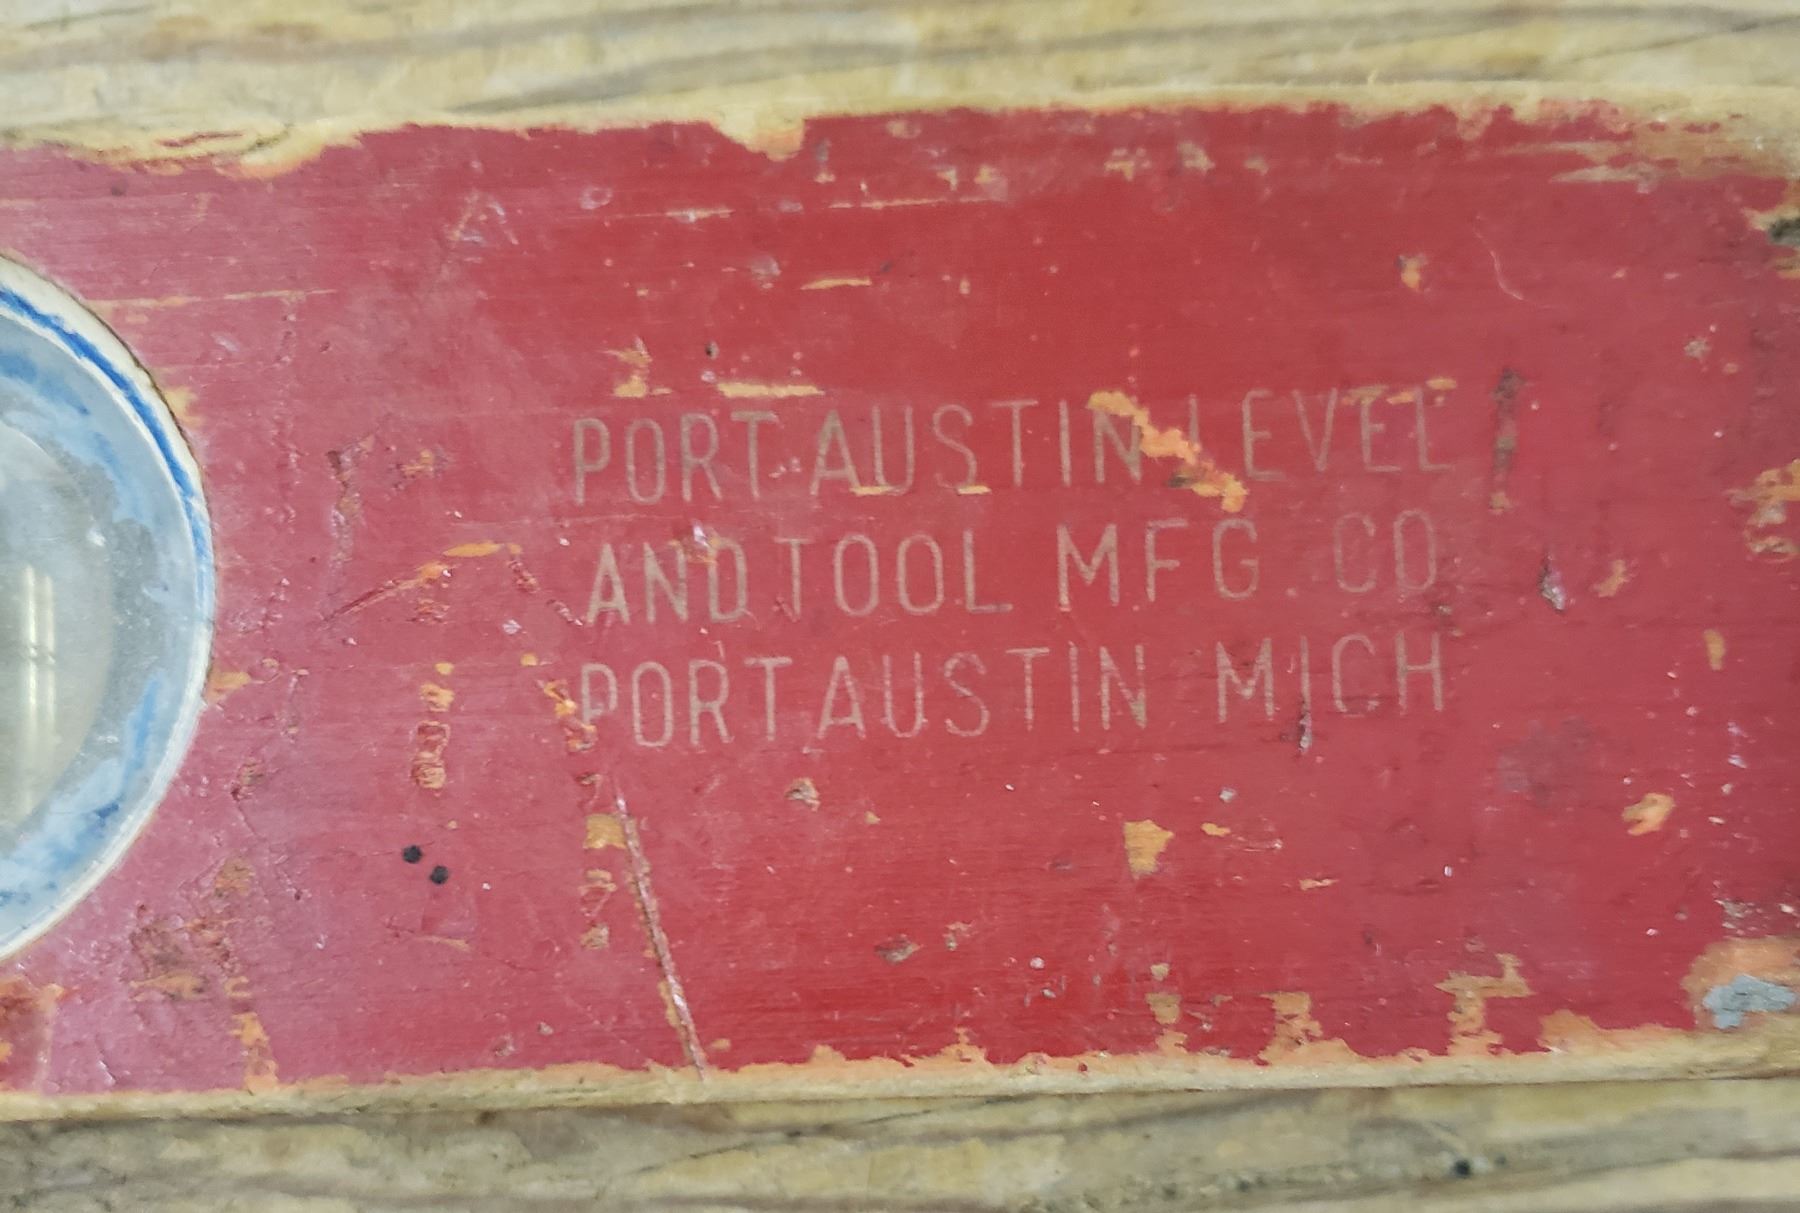 PORT AUSTIN LEVEL
AND TOOL MFG. CO.
PORT AUSTIN MICH